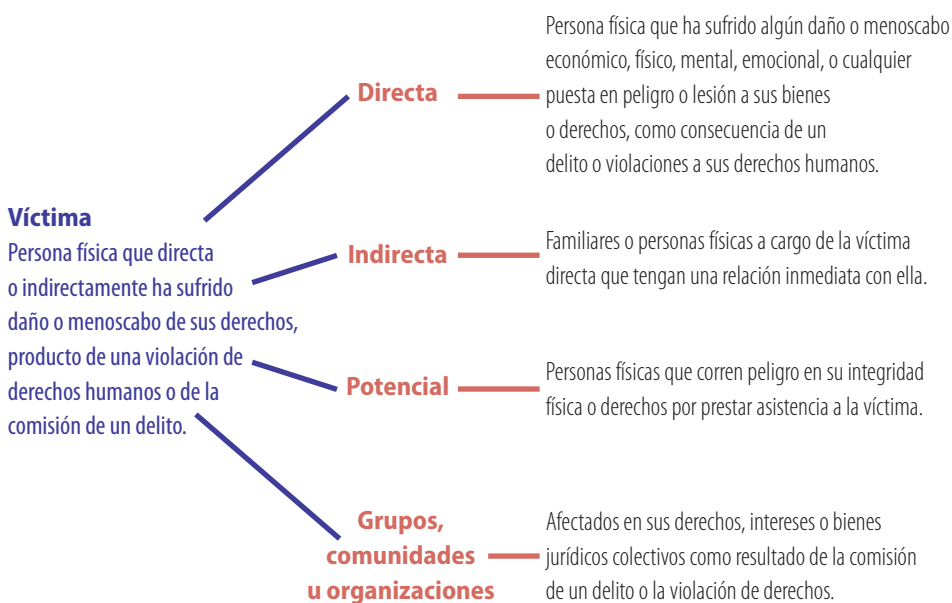 Víctima
Persona física que directa
o indirectamente ha sufrido
daño o menoscabo de sus derechos,
producto de una violación de
derechos humanos o de la
comisión de un delito.
Directa
Persona física que ha sufrido algún daño o menoscabo
económico, físico, mental, emocional, o cualquier
puesta en peligro o lesión a sus bienes
o derechos, como consecuencia de un
delito o violaciones a sus derechos humanos.
Indirecta
Familiares o personas físicas a cargo de la víctima
directa que tengan una relación inmediata con ella.
Potencial
Personas físicas que corren peligro en su integridad
física o derechos por prestar asistencia a la víctima.
Grupos,
comunidades
u organizaciones
Afectados en sus derechos, intereses o bienes
jurídicos colectivos como resultado de la comisión
de un delito o la violación de derechos.